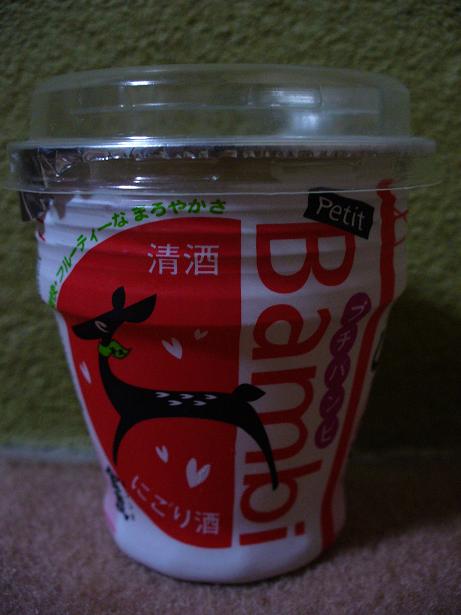 フルーティーな まろやかさ
清酒
Petit
Bambi
プチバンビ
にごり酒